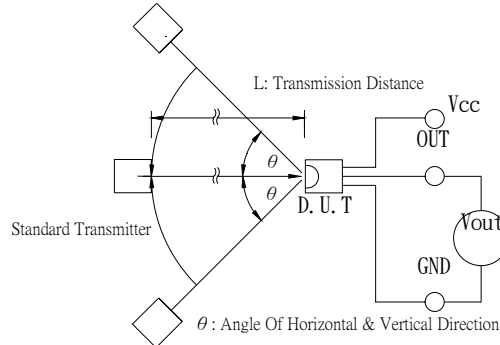 L: Transmission Distance
Vcc
OUT
θ
θ
D. U. T
Standard Transmitter
Vout
GND
θ : Angle Of Horizontal & Vertical Direction